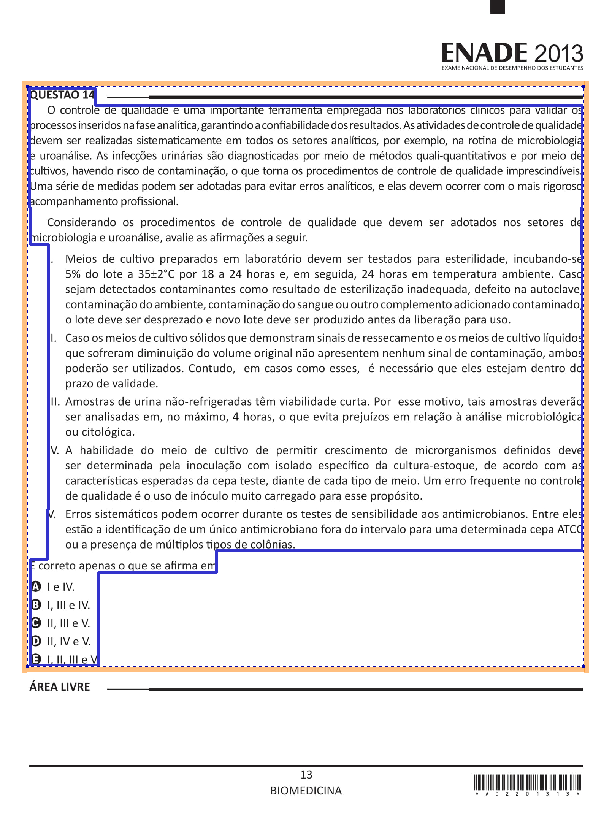 ENADE 2013
EXAME NACIONAL DE DESEMPENHO DOS ESTUDANTES
QUESTÃO 14
O controle de qualidade é uma importante ferramenta empregada nos laboratórios clínicos para validar os
processos inseridos na fase analítica, garantindo a confiabilidade dos resultados. As atividades de controle de qualidade
devem ser realizadas sistematicamente em todos os setores analíticos, por exemplo, na rotina de microbiologia
e uroanálise. As infecções urinárias são diagnosticadas por meio de métodos quali-quantitativos e por meio de
cultivos, havendo risco de contaminação, o que torna os procedimentos de controle de qualidade imprescindíveis.
Uma série de medidas podem ser adotadas para evitar erros analíticos, e elas devem ocorrer com o mais rigoroso
acompanhamento profissional.
Considerando os procedimentos de controle de qualidade que devem ser adotados nos setores de
microbiologia e uroanálise, avalie as afirmações a seguir.
I. Meios de cultivo preparados em laboratório devem ser testados para esterilidade, incubando-se
5% do lote a 35±2°C por 18 a 24 horas e, em seguida, 24 horas em temperatura ambiente. Caso
sejam detectados contaminantes como resultado de esterilização inadequada, defeito na autoclave,
contaminação do ambiente, contaminação do sangue ou outro complemento adicionado contaminado,
o lote deve ser desprezado e novo lote deve ser produzido antes da liberação para uso.
II. Caso os meios de cultivo sólidos que demonstram sinais de ressecamento e os meios de cultivo líquidos
que sofreram diminuição do volume original não apresentem nenhum sinal de contaminação, ambos
poderão ser utilizados. Contudo, em casos como esses, é necessário que eles estejam dentro do
prazo de validade.
III. Amostras de urina não-refrigeradas têm viabilidade curta. Por esse motivo, tais amostras deverão
ser analisadas em, no máximo, 4 horas, o que evita prejuízos em relação à análise microbiológica
ou citológica.
IV. A habilidade do meio de cultivo de permitir crescimento de microrganismos definidos deve
ser determinada pela inoculação com isolado específico da cultura-estoque, de acordo com as
características esperadas da cepa teste, diante de cada tipo de meio. Um erro frequente no controle
de qualidade é o uso de inóculo muito carregado para esse propósito.
V. Erros sistemáticos podem ocorrer durante os testes de sensibilidade aos antimicrobianos. Entre eles
estão a identificação de um único antimicrobiano fora do intervalo para uma determinada cepa ATCC
ou a presença de múltiplos tipos de colônias.
É correto apenas o que se afirma em
A I e IV.
B I, III e IV.
C II, III e V.
D II, IV e V.
E I, II, III e V.
ÁREA LIVRE
13
BIOMEDICINA